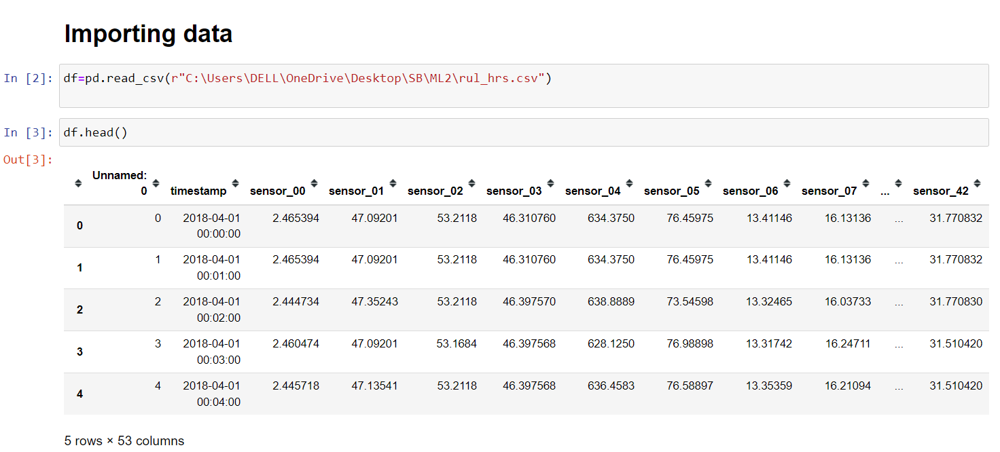 Importing data
In [2]: df=pd.read_csv(r"C:\Users\DELL\OneDrive\Desktop\SB\ML2\rul_hrs.csv")
In [3]: df.head()
Out[3]:
Unnamed: 0 timestamp sensor_00 sensor_01 sensor_02 sensor_03 sensor_04 sensor_05 sensor_06 sensor_07 ... sensor_42
0 0 2018-04-01 00:00:00 2.465394 47.09201 53.2118 46.310760 634.3750 76.45975 13.41146 16.13136 ... 31.770832
1 1 2018-04-01 00:01:00 2.465394 47.09201 53.2118 46.310760 634.3750 76.45975 13.41146 16.13136 ... 31.770832
2 2 2018-04-01 00:02:00 2.444734 47.35243 53.2118 46.397570 638.8889 73.54598 13.32465 16.03733 ... 31.770830
3 3 2018-04-01 00:03:00 2.460474 47.09201 53.1684 46.397568 628.1250 76.98898 13.31742 16.24711 ... 31.510420
4 4 2018-04-01 00:04:00 2.445718 47.13541 53.2118 46.397568 636.4583 76.58897 13.35359 16.21094 ... 31.510420
5 rows × 53 columns